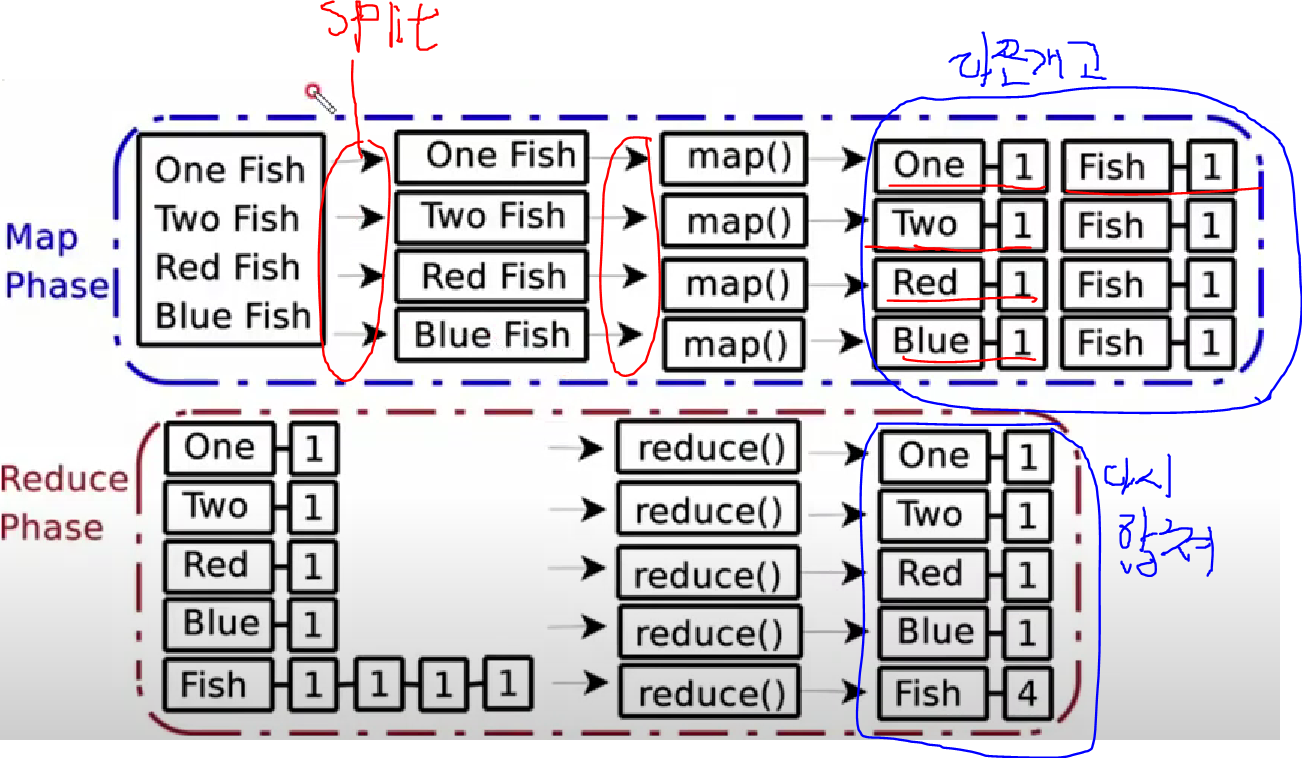 split
다쪼개고
Map
Phase
One Fish
Two Fish
Red Fish
Blue Fish
One Fish
Two Fish
Red Fish
Blue Fish
map()
map()
map()
map()
One 1 Fish 1
Two 1 Fish 1
Red 1 Fish 1
Blue 1 Fish 1
Reduce
Phase
One 1
Two 1
Red 1
Blue 1
Fish 1 1 1 1
reduce()
reduce()
reduce()
reduce()
reduce()
One 1
Two 1
Red 1
Blue 1
Fish 4
다시
합쳐